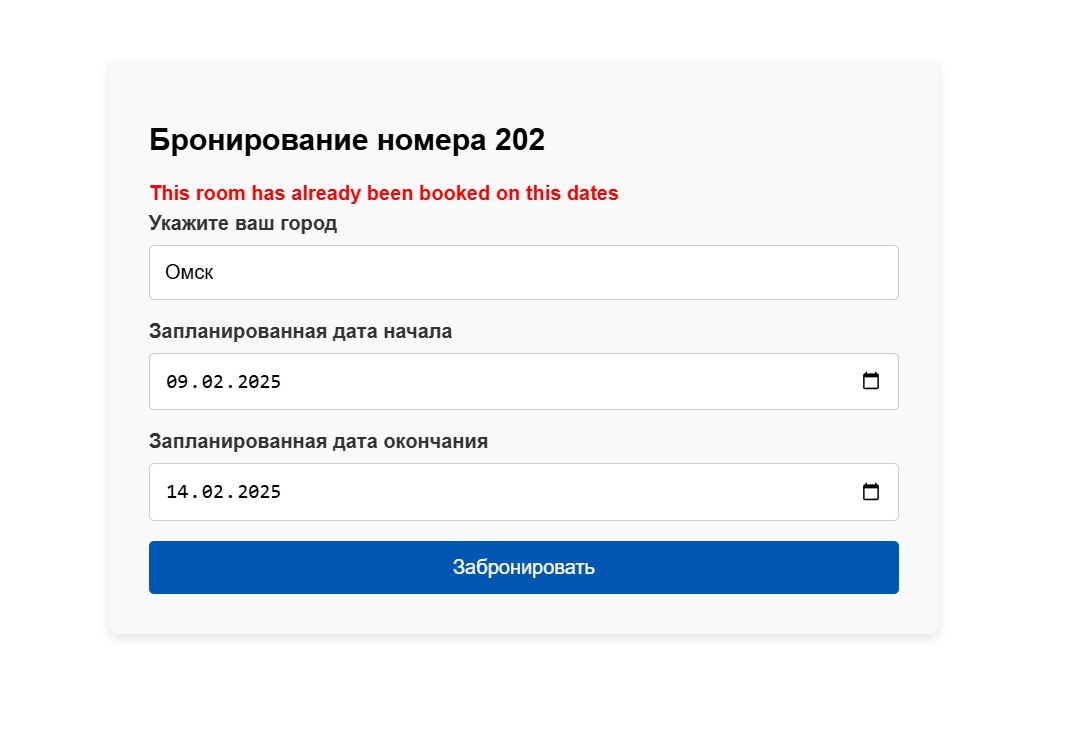 Бронирование номера 202
This room has already been booked on this dates
Укажите ваш город
Омск
Запланированная дата начала
09.02.2025
Запланированная дата окончания
14.02.2025
Забронировать